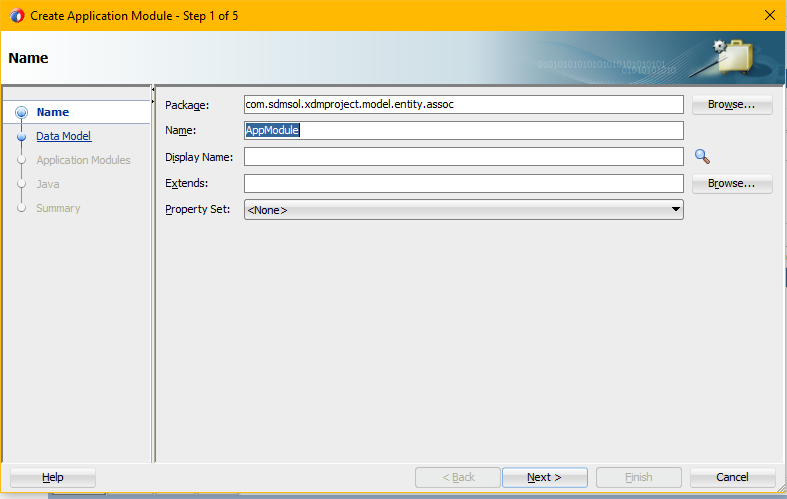 Create Application Module - Step 1 of 5
Name
Name
Data Model
Application Modules
Java
Summary
Package: com.sdmsol.xdmproject.model.entity.assoc Browse...
Name: AppModule
Display Name:
Extends: Browse...
Property Set: <None>
Help < Back Next > Finish Cancel